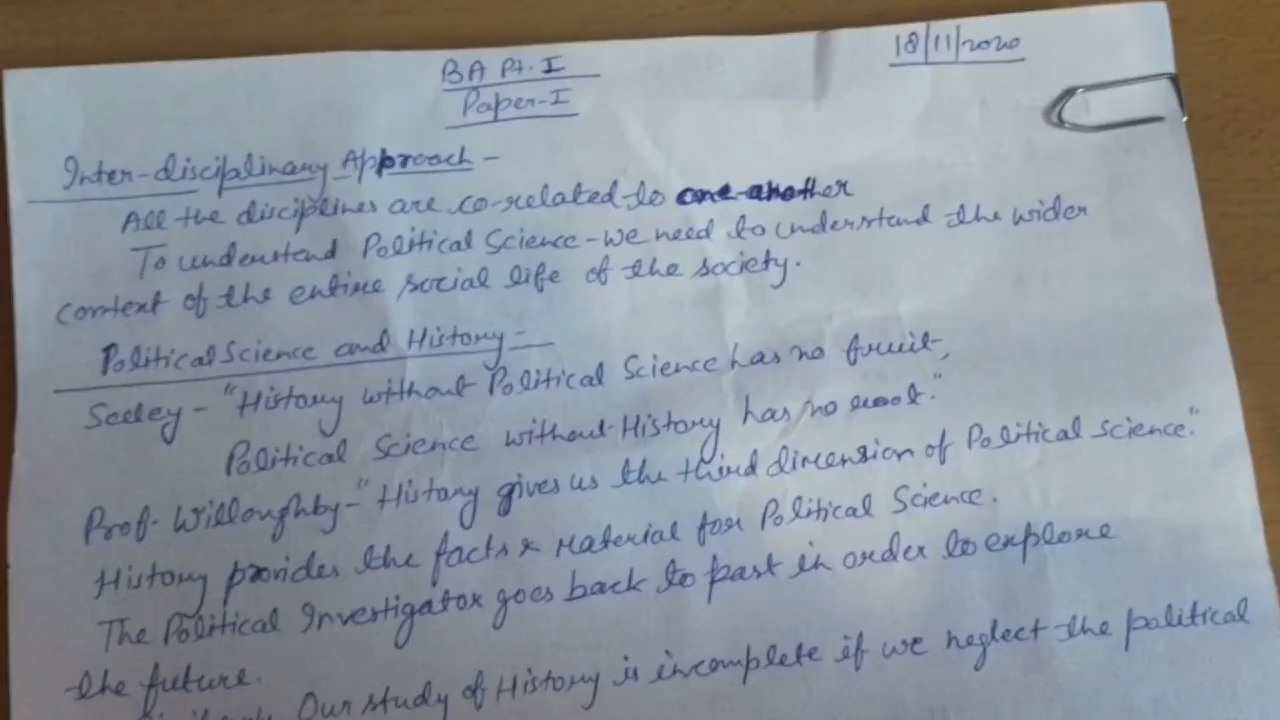 BA Pt. I
18/11/2020
Paper-I
Inter-disciplinary Approach -
All the disciplines are co-related to one another
To understand Political Science - we need to understand the wider
context of the entire social life of the society.
Political Science and History -
Seeley - "History without Political Science has no fruit,
Political Science without History has no root."
Prof. Willoughby - "History gives us the third dimension of Political Science."
History provides the facts & material for Political Science.
The Political Investigator goes back to past in order to explore
the future.
Our study of History is incomplete if we neglect the political